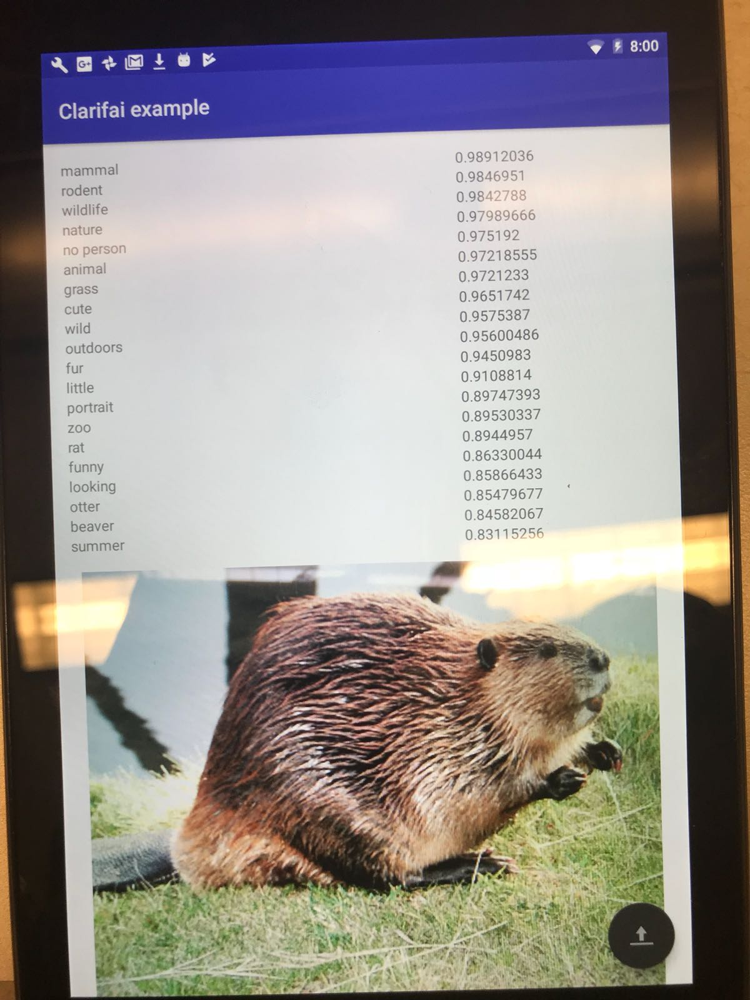 8:00
Clarifai example
mammal 0.98912036
rodent 0.9846951
wildlife 0.9842788
nature 0.97989666
no person 0.975192
animal 0.97218555
grass 0.9721233
cute 0.9651742
wild 0.9575387
outdoors 0.95600486
fur 0.9450983
little 0.9108814
portrait 0.89747393
zoo 0.89530337
rat 0.8944957
funny 0.86330044
looking 0.85866433
otter 0.85479677
beaver 0.84582067
summer 0.83115256